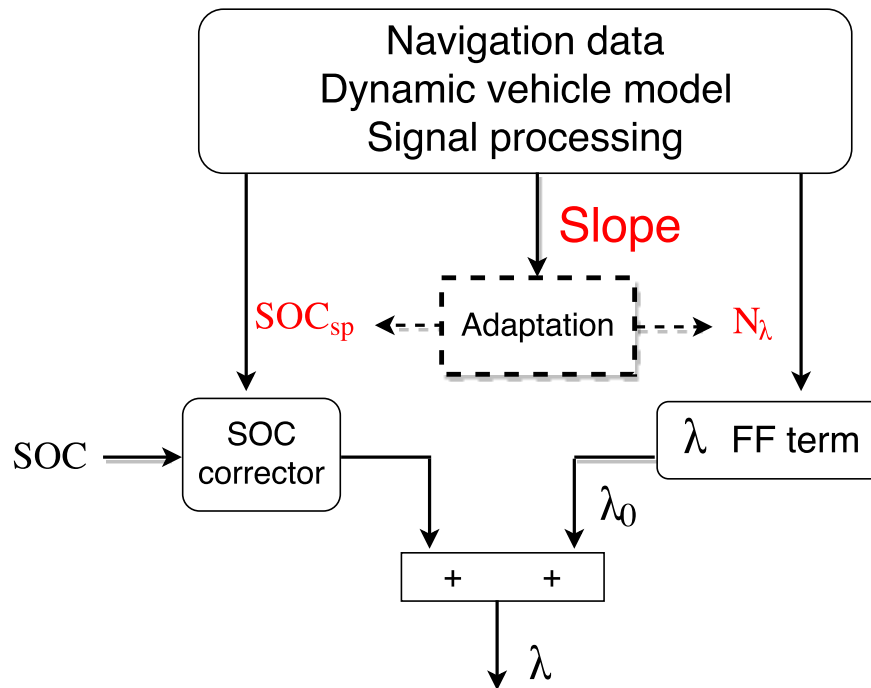 Navigation data
Dynamic vehicle model
Signal processing
Slope
SOCsp
Adaptation
Nλ
SOC
SOC
corrector
λ FF term
λ0
+ +
λ